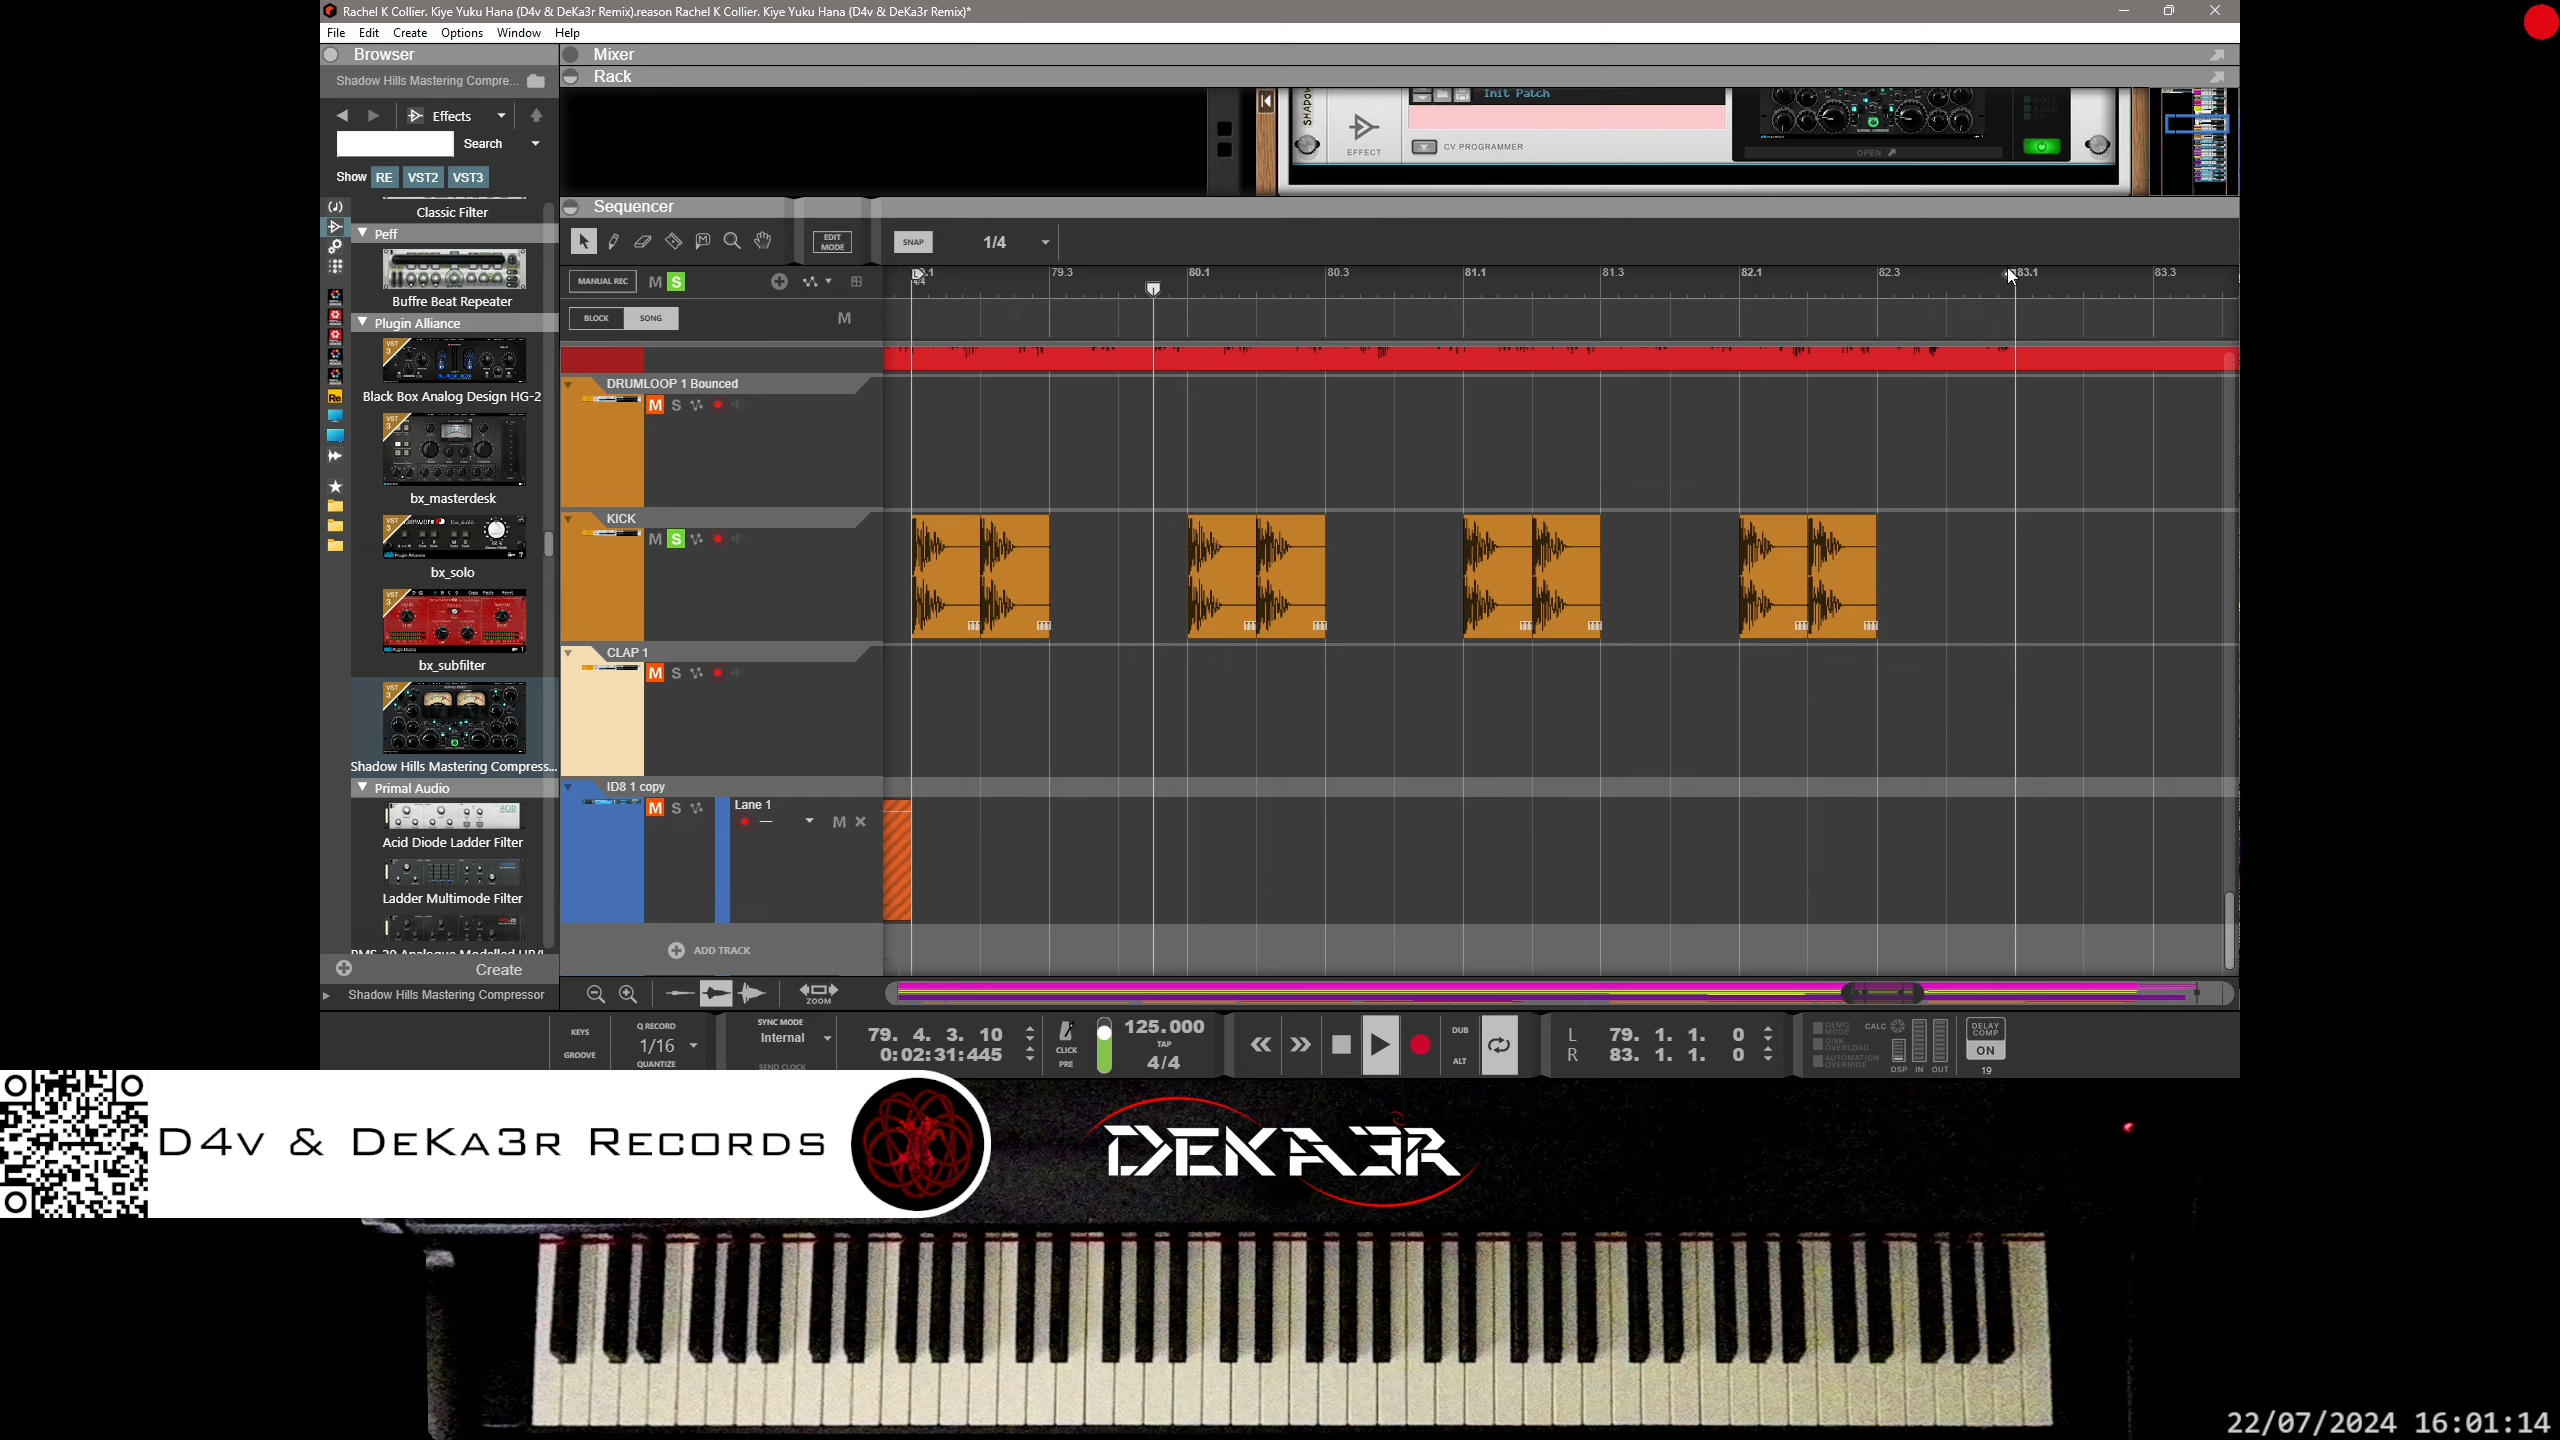 Rachel K Collier. Kiye Yuku Hana (D4v & DeKa3r Remix).reason Rachel K Collier. Kiye Yuku Hana (D4v & DeKa3r Remix)*
File Edit Create Options Window Help
Browser
Mixer
Shadow Hills Mastering Compre...
Rack
Init Patch
EFFECT
CV PROGRAMMER
OPEN
Effects
Search
Show RE VST2 VST3
Sequencer
Classic Filter
Peff
EDIT MODE
SNAP
1/4
MANUAL REC M S
79.3 80.1 80.3 81.1 81.3 82.1 82.3 83.1 83.3
4/4
Buffre Beat Repeater
BLOCK SONG M
Plugin Alliance
Black Box Analog Design HG-2
DRUMLOOP 1 Bounced
M S
bx_masterdesk
KICK
M S
bx_solo
CLAP 1
M S
bx_subfilter
Shadow Hills Mastering Compress...
Primal Audio
ID8 1 copy
M S
Lane 1
M
Acid Diode Ladder Filter
Ladder Multimode Filter
ADD TRACK
Create
Shadow Hills Mastering Compressor
ZOOM
KEYS
GROOVE
Q RECORD
1/16
QUANTIZE
SYNC MODE
Internal
SEND CLOCK
79. 4. 3. 10
0:02:31:445
CLICK
PRE
125.000
TAP
4/4
DUB
ALT
L 79. 1. 1. 0
R 83. 1. 1. 0
DEMO MODE
DISK OVERLOAD
AUTOMATION OVERRIDE
CALC
DSP IN OUT
DELAY COMP
ON
19
D4v & DeKa3r Records
DEKA3R
22/07/2024 16:01:14